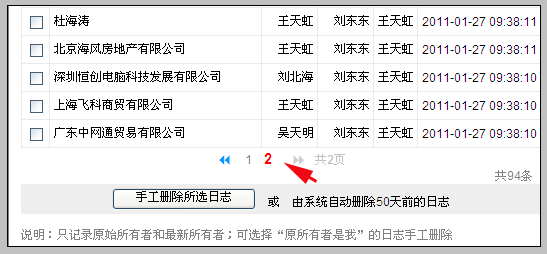 杜海涛 王天虹 刘东东 王天虹 2011-01-27 09:38:11
北京海风房地产有限公司 王天虹 刘东东 王天虹 2011-01-27 09:38:11
深圳恒创电脑科技发展有限公司 刘北海 刘东东 王天虹 2011-01-27 09:38:10
上海飞科商贸有限公司 王天虹 刘东东 王天虹 2011-01-27 09:38:10
广东中网通贸易有限公司 吴天明 刘东东 王天虹 2011-01-27 09:38:10
1 2 共2页
共94条
手工删除所选日志 或 由系统自动删除50天前的日志
说明：只记录原始所有者和最新所有者；可选择“原所有者是我”的日志手工删除